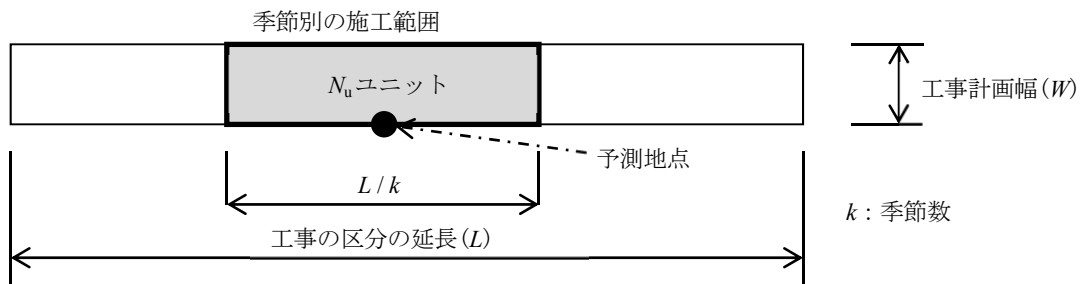 季節別の施工範囲
Nuユニット
工事計画幅(W)
予測地点
L / k
k：季節数
工事の区分の延長(L)